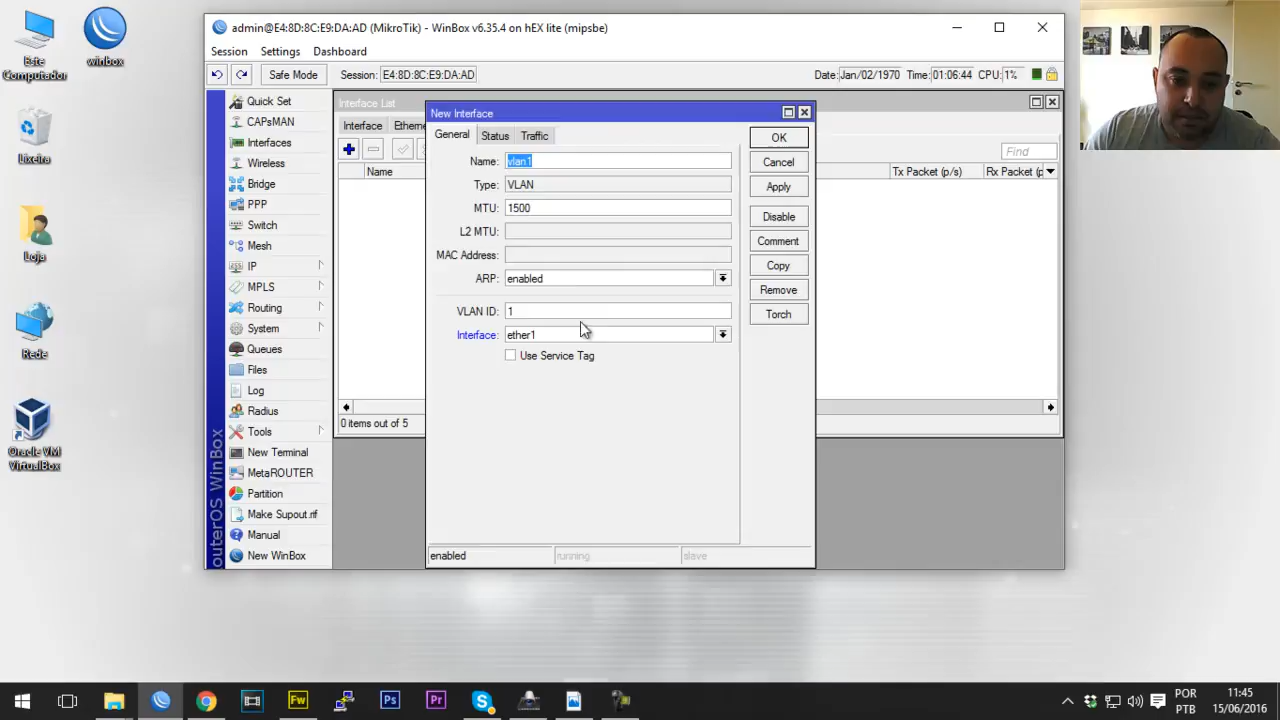 admin@E4:8D:8C:E9:DA:AD (MikroTik) - WinBox v6.35.4 on hEX lite (mipsbe)
Session Settings Dashboard
Safe Mode Session: E4:8D:8C:E9:DA:AD Date: Jan/02/1970 Time: 01:06:44 CPU: 1%
Este Computador
winbox
Lixeira
Loja
Rede
Oracle VM VirtualBox
Quick Set
CAPsMAN
Interfaces
Wireless
Bridge
PPP
Switch
Mesh
IP
MPLS
Routing
System
Queues
Files
Log
Radius
Tools
New Terminal
MetaROUTER
Partition
Make Supout.rif
Manual
New WinBox
outerOS WinBox
Interface List
Interface Etherne
Find
Name Tx Packet (p/s) Rx Packet (p
0 items out of 5
New Interface
General Status Traffic
Name: vlan1
Type: VLAN
MTU: 1500
L2 MTU:
MAC Address:
ARP: enabled
VLAN ID: 1
Interface: ether1
Use Service Tag
OK
Cancel
Apply
Disable
Comment
Copy
Remove
Torch
enabled running slave
Fw Ps Pr
POR
PTB
11:45
15/06/2016